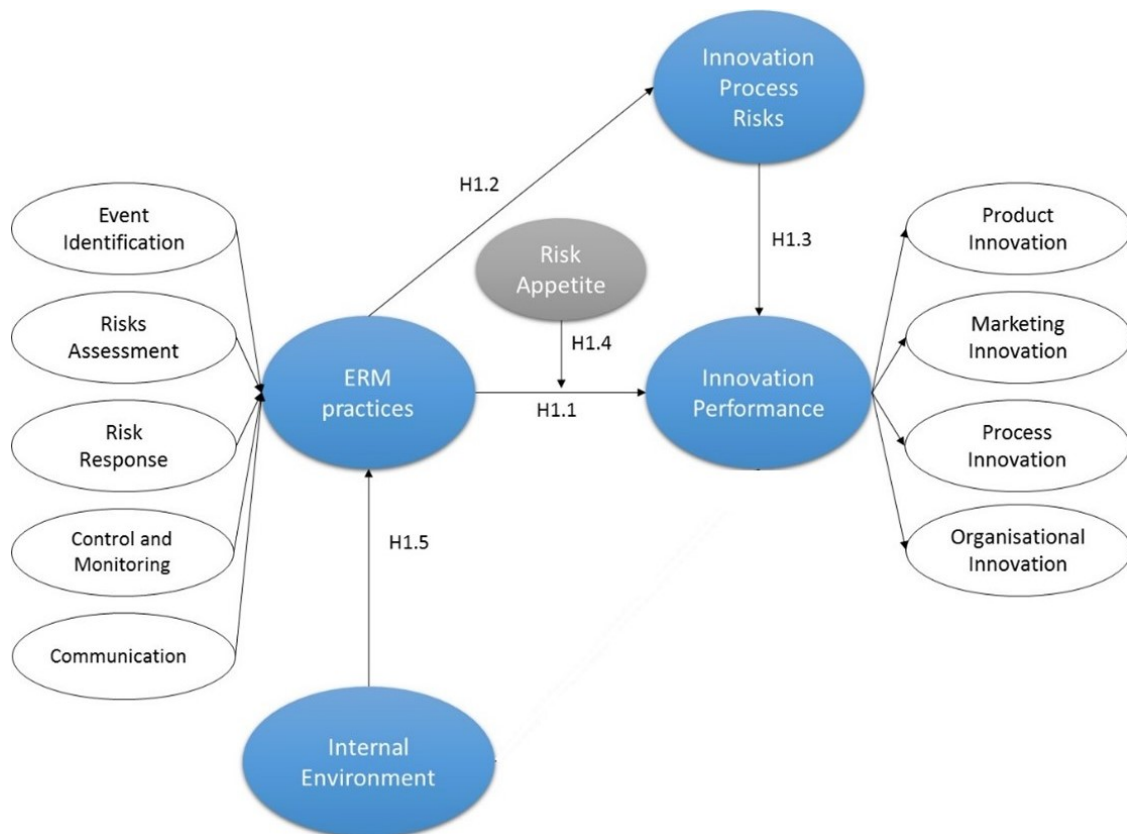 Innovation
Process
Risks
H1.2
Event
Identification
Product
Innovation
H1.3
Risk
Appetite
Risks
Assessment
Marketing
Innovation
H1.4
ERM
practices
Innovation
Performance
H1.1
Risk
Response
Process
Innovation
Control and
Monitoring
H1.5
Organisational
Innovation
Communication
Internal
Environment